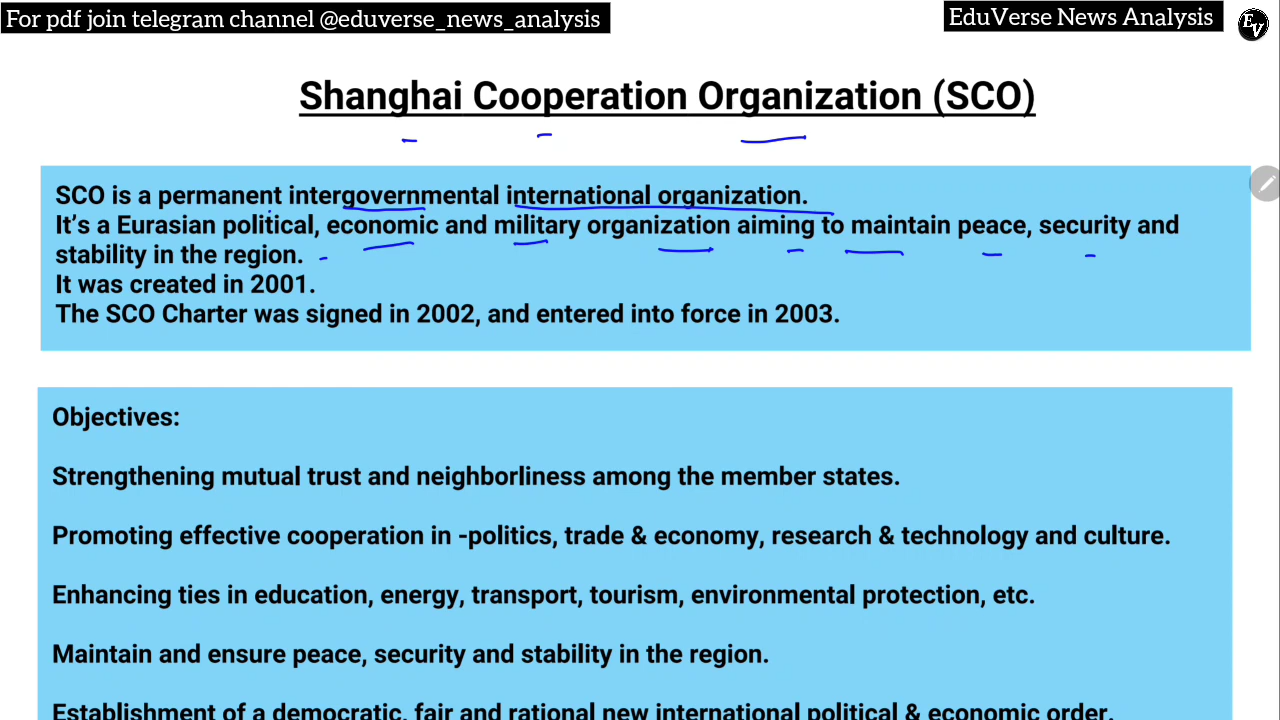 For pdf join telegram channel @eduverse_news_analysis
EduVerse News Analysis
EV
Shanghai Cooperation Organization (SCO)
SCO is a permanent intergovernmental international organization.
It's a Eurasian political, economic and military organization aiming to maintain peace, security and
stability in the region.
It was created in 2001.
The SCO Charter was signed in 2002, and entered into force in 2003.
Objectives:
Strengthening mutual trust and neighborliness among the member states.
Promoting effective cooperation in -politics, trade & economy, research & technology and culture.
Enhancing ties in education, energy, transport, tourism, environmental protection, etc.
Maintain and ensure peace, security and stability in the region.
Establishment of a democratic, fair and rational new international political & economic order.